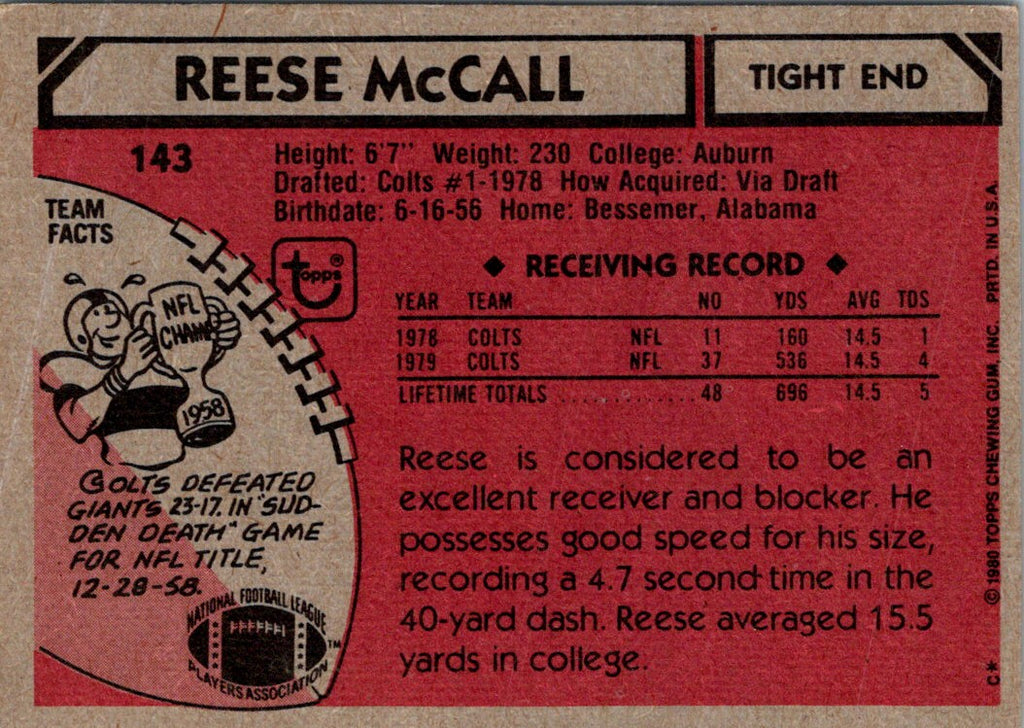 REESE McCALL
TIGHT END
143
Height: 6'7" Weight: 230 College: Auburn
Drafted: Colts #1-1978 How Acquired: Via Draft
Birthdate: 6-16-56 Home: Bessemer, Alabama
TEAM
FACTS
topps®
NFL
CHAMPS
1958
COLTS DEFEATED
GIANTS 23-17. IN "SUD-
DEN DEATH" GAME
FOR NFL TITLE,
12-28-58.
NATIONAL FOOTBALL LEAGUE
PLAYERS ASSOCIATION
TM
◆ RECEIVING RECORD ◆
YEAR TEAM NO YDS AVG TDS
1978 COLTS NFL 11 160 14.5 1
1979 COLTS NFL 37 536 14.5 4
LIFETIME TOTALS ............. 48 696 14.5 5
Reese is considered to be an
excellent receiver and blocker. He
possesses good speed for his size,
recording a 4.7 second time in the
40-yard dash. Reese averaged 15.5
yards in college.
C* © 1980 TOPPS CHEWING GUM, INC. PRTD. IN U.S.A.